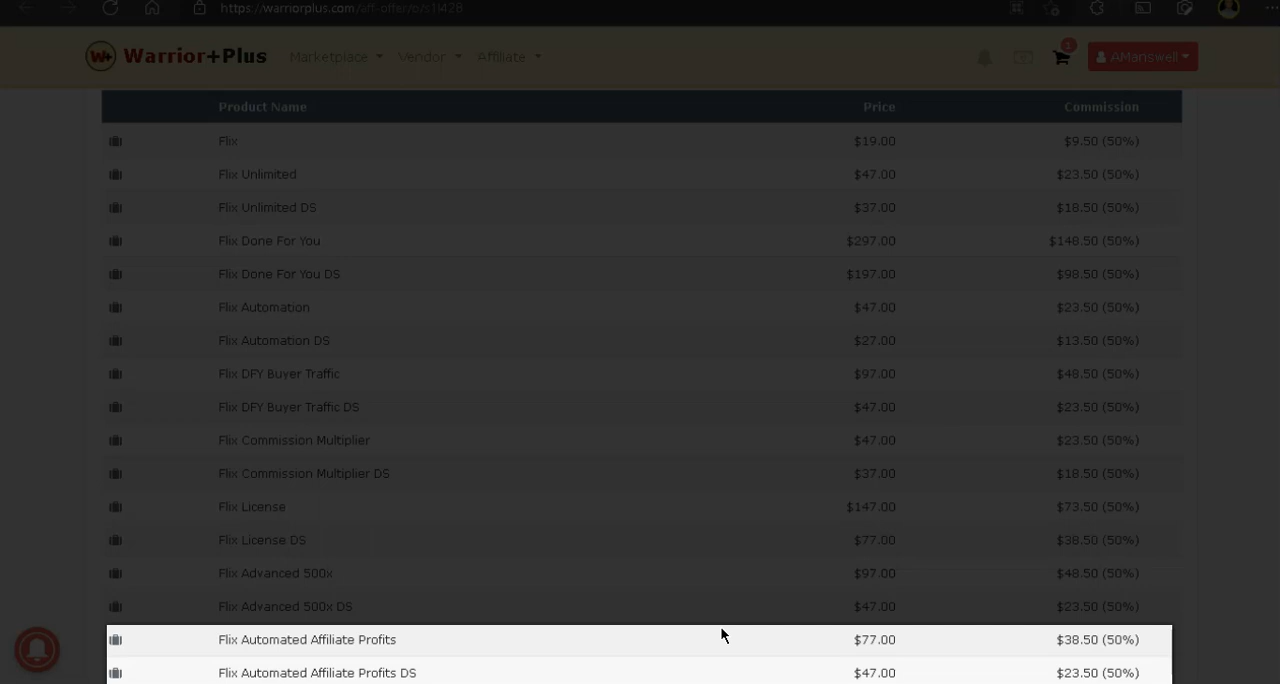 https://warriorplus.com/aff-offer/o/s1l428
Warrior+Plus Marketplace Vendor Affiliate 1 AManswell
Product Name Price Commission
Flix $19.00 $9.50 (50%)
Flix Unlimited $47.00 $23.50 (50%)
Flix Unlimited DS $37.00 $18.50 (50%)
Flix Done For You $297.00 $148.50 (50%)
Flix Done For You DS $197.00 $98.50 (50%)
Flix Automation $47.00 $23.50 (50%)
Flix Automation DS $27.00 $13.50 (50%)
Flix DFY Buyer Traffic $97.00 $48.50 (50%)
Flix DFY Buyer Traffic DS $47.00 $23.50 (50%)
Flix Commission Multiplier $47.00 $23.50 (50%)
Flix Commission Multiplier DS $37.00 $18.50 (50%)
Flix License $147.00 $73.50 (50%)
Flix License DS $77.00 $38.50 (50%)
Flix Advanced 500x $97.00 $48.50 (50%)
Flix Advanced 500x DS $47.00 $23.50 (50%)
Flix Automated Affiliate Profits $77.00 $38.50 (50%)
Flix Automated Affiliate Profits DS $47.00 $23.50 (50%)